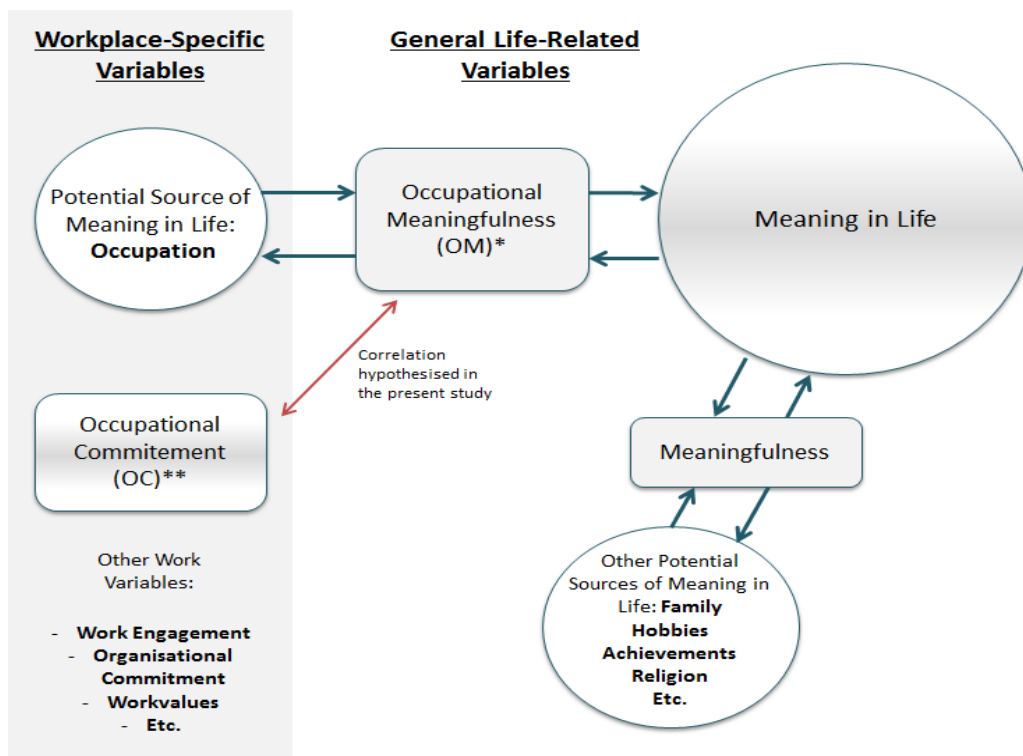 Workplace-Specific
Variables
General Life-Related
Variables
Potential Source of
Meaning in Life:
Occupation
Occupational
Meaningfulness
(OM)*
Meaning in Life
Correlation
hypothesised in
the present study
Occupational
Commitement
(OC)**
Meaningfulness
Other Work
Variables:
- Work Engagement
- Organisational
Commitment
- Workvalues
- Etc.
Other Potential
Sources of Meaning in
Life: Family
Hobbies
Achievements
Religion
Etc.